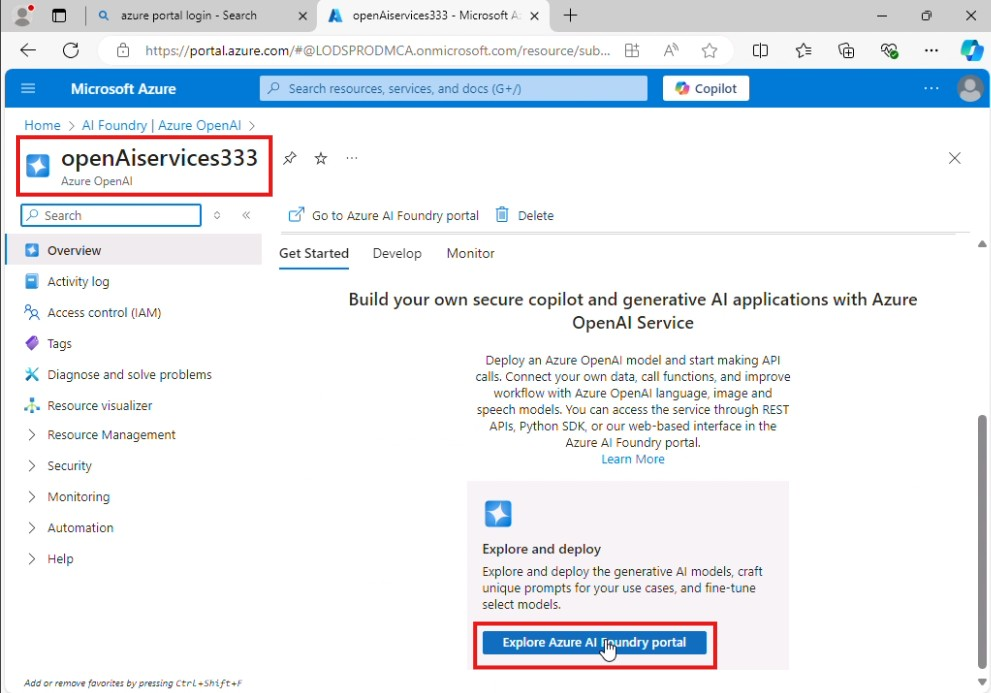 azure portal login - Search
openAiservices333 - Microsoft A
https://portal.azure.com/#@LODSPRODMCA.onmicrosoft.com/resource/sub...
Microsoft Azure
Search resources, services, and docs (G+/)
Copilot
Home > AI Foundry | Azure OpenAI >
openAiservices333
Azure OpenAI
Search
Go to Azure AI Foundry portal
Delete
Overview
Activity log
Access control (IAM)
Tags
Diagnose and solve problems
Resource visualizer
Resource Management
Security
Monitoring
Automation
Help
Get Started
Develop
Monitor
Build your own secure copilot and generative AI applications with Azure
OpenAI Service
Deploy an Azure OpenAI model and start making API
calls. Connect your own data, call functions, and improve
workflow with Azure OpenAI language, image and
speech models. You can access the service through REST
APIs, Python SDK, or our web-based interface in the
Azure AI Foundry portal.
Learn More
Explore and deploy
Explore and deploy the generative AI models, craft
unique prompts for your use cases, and fine-tune
select models.
Explore Azure AI Foundry portal
Add or remove favorites by pressing Ctrl+Shift+F